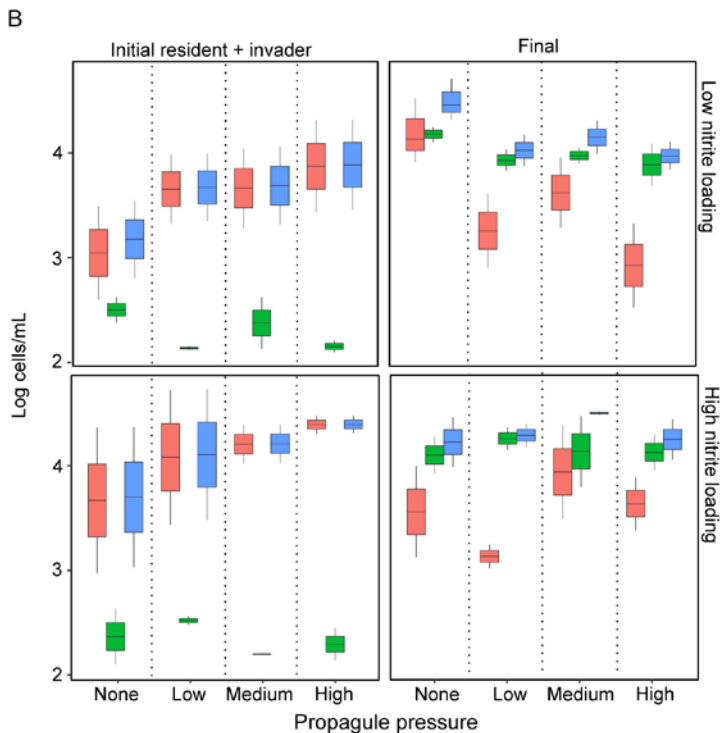 B
Initial resident + invader
Final
4
3
2
Low nitrite loading
4
3
2
High nitrite loading
Log cells/mL
None Low Medium High None Low Medium High
Propagule pressure